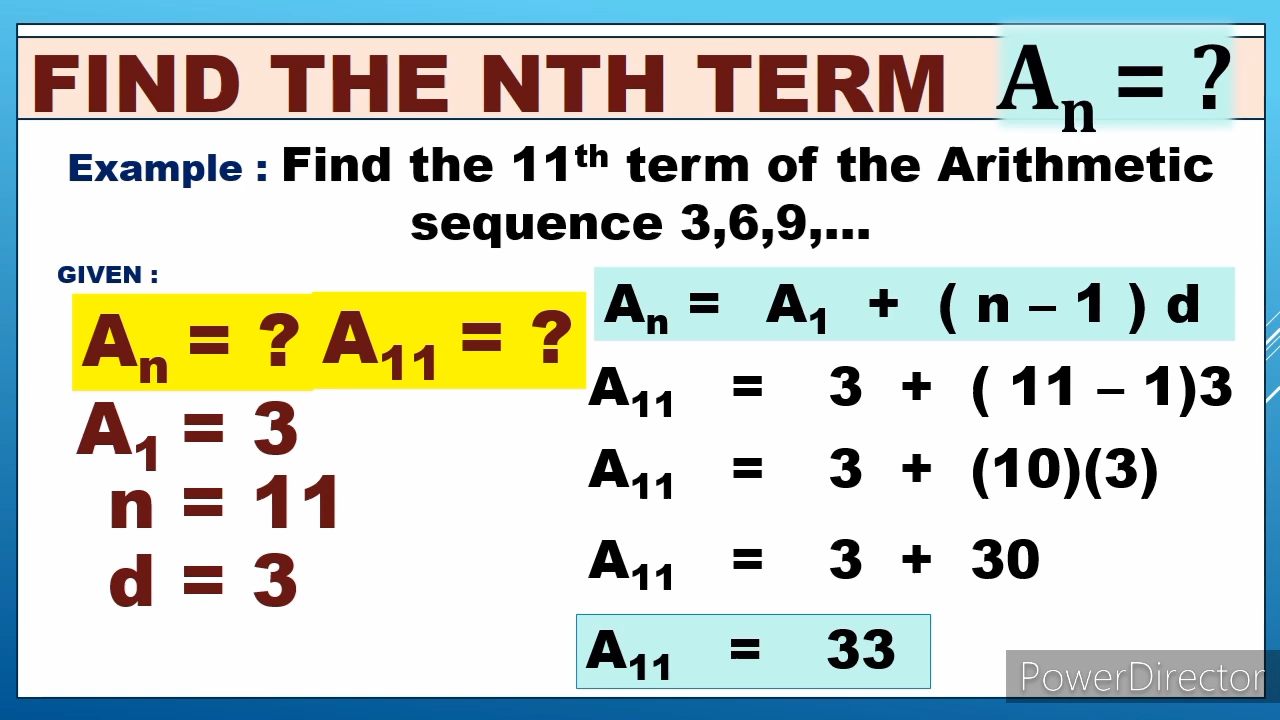 FIND THE NTH TERM Aₙ = ?
Example : Find the 11ᵗʰ term of the Arithmetic
sequence 3,6,9,...
GIVEN :
Aₙ = ? A₁₁ = ?
A₁ = 3
n = 11
d = 3
Aₙ = A₁ + ( n – 1 ) d
A₁₁ = 3 + ( 11 – 1)3
A₁₁ = 3 + (10)(3)
A₁₁ = 3 + 30
A₁₁ = 33
PowerDirector